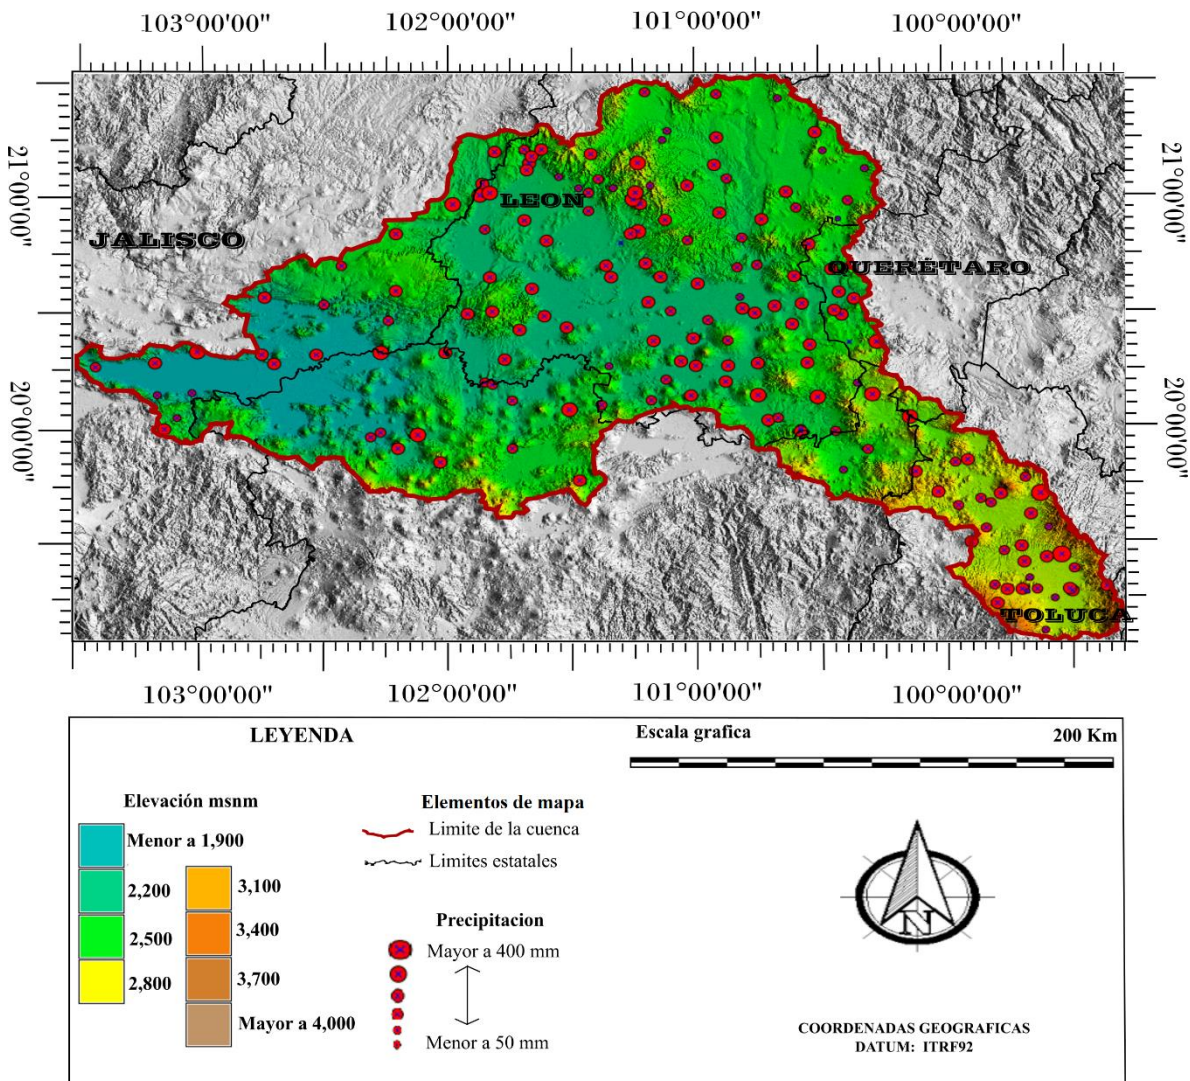 103°00'00" 102°00'00" 101°00'00" 100°00'00"
21°00'00"
20°00'00"
JALISCO
LEON
QUERÉTARO
TOLUCA
21°00'00"
20°00'00"
103°00'00" 102°00'00" 101°00'00" 100°00'00"
LEYENDA
Elevación msnm
Menor a 1,900
2,200
2,500
2,800
3,100
3,400
3,700
Mayor a 4,000
Elementos de mapa
Limite de la cuenca
Limites estatales
Precipitacion
Mayor a 400 mm
Menor a 50 mm
Escala grafica 200 Km
N
COORDENADAS GEOGRAFICAS
DATUM: ITRF92